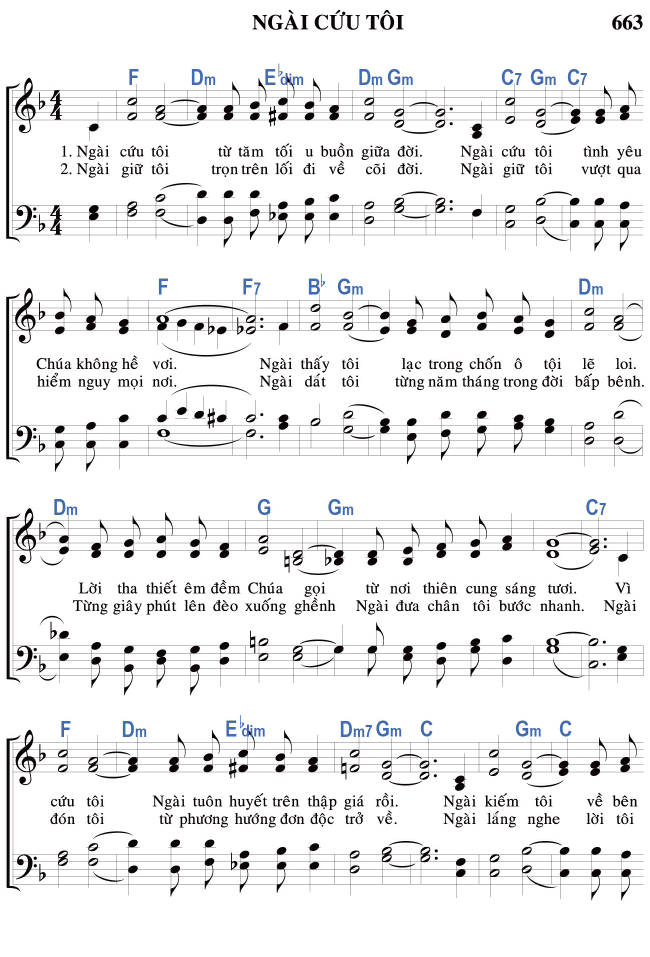 NGÀI CỨU TÔI 663
F Dm E♭dim Dm Gm C7 Gm C7
1. Ngài cứu tôi từ tăm tối u buồn giữa đời. Ngài cứu tôi tình yêu
2. Ngài giữ tôi trọn trên lối đi về cõi đời. Ngài giữ tôi vượt qua
F F7 B♭ Gm Dm
Chúa không hề vơi. Ngài thấy tôi lạc trong chốn ô tội lẽ loi.
hiểm nguy mọi nơi. Ngài dát tôi từng năm tháng trong đời bấp bênh.
Dm G Gm C7
Lời tha thiết êm đềm Chúa gọi từ nơi thiên cung sáng tươi. Vì
Từng giây phút lên đèo xuống ghềnh Ngài đưa chân tôi bước nhanh. Ngài
F Dm E♭dim Dm7 Gm C Gm C
cứu tôi Ngài tuôn huyết trên thập giá rồi. Ngài kiếm tôi về bên
đón tôi từ phương hướng đơn độc trở về. Ngài láng nghe lời tôi